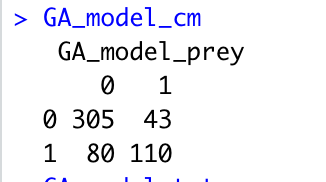 > GA_model_cm
GA_model_prey
0 1
0 305 43
1 80 110